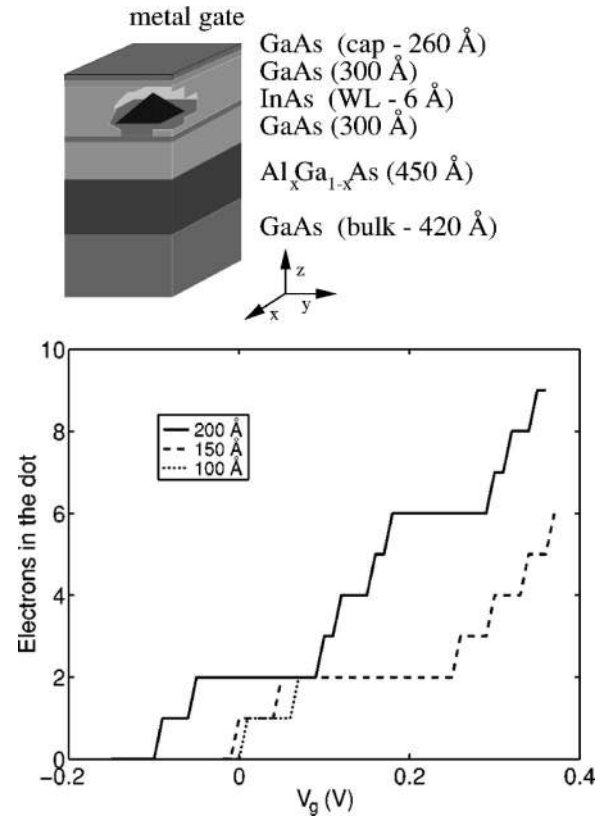 metal gate
GaAs (cap - 260 Å)
GaAs (300 Å)
InAs (WL - 6 Å)
GaAs (300 Å)
AlxGa1-xAs (450 Å)
GaAs (bulk - 420 Å)
z
y
x
10
8
6
4
2
0
Electrons in the dot
200 Å
150 Å
100 Å
−0.2 0 0.2 0.4
Vg (V)